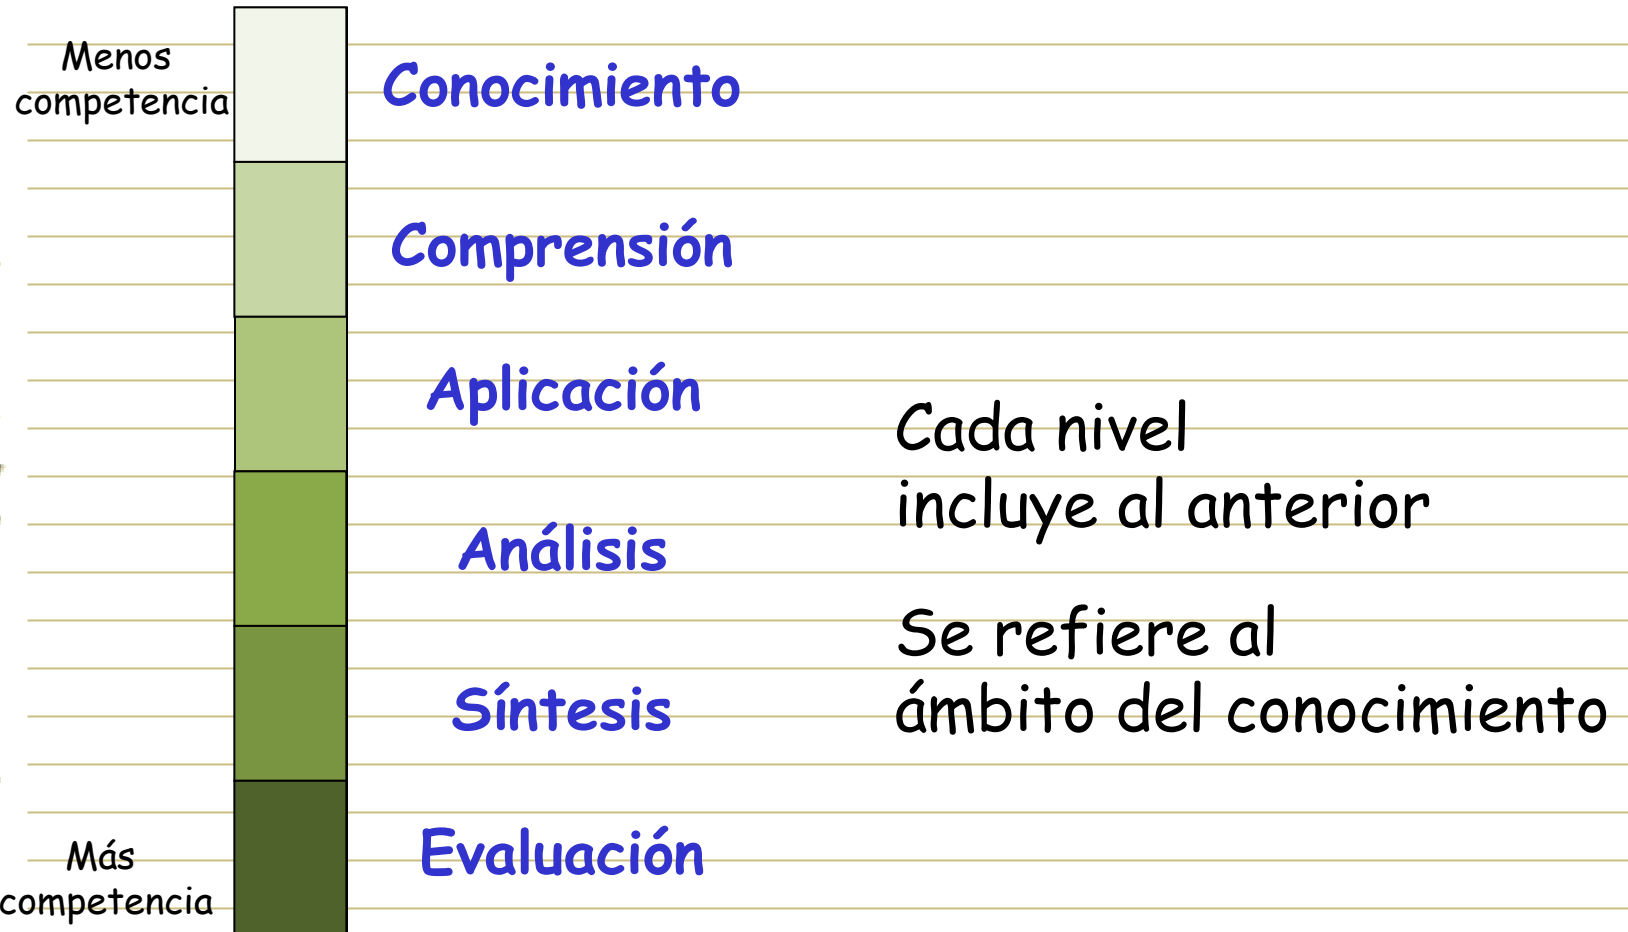 Menos
competencia
Conocimiento
Comprensión
Aplicación
Análisis
Síntesis
Evaluación
Más
competencia
Cada nivel
incluye al anterior
Se refiere al
ámbito del conocimiento